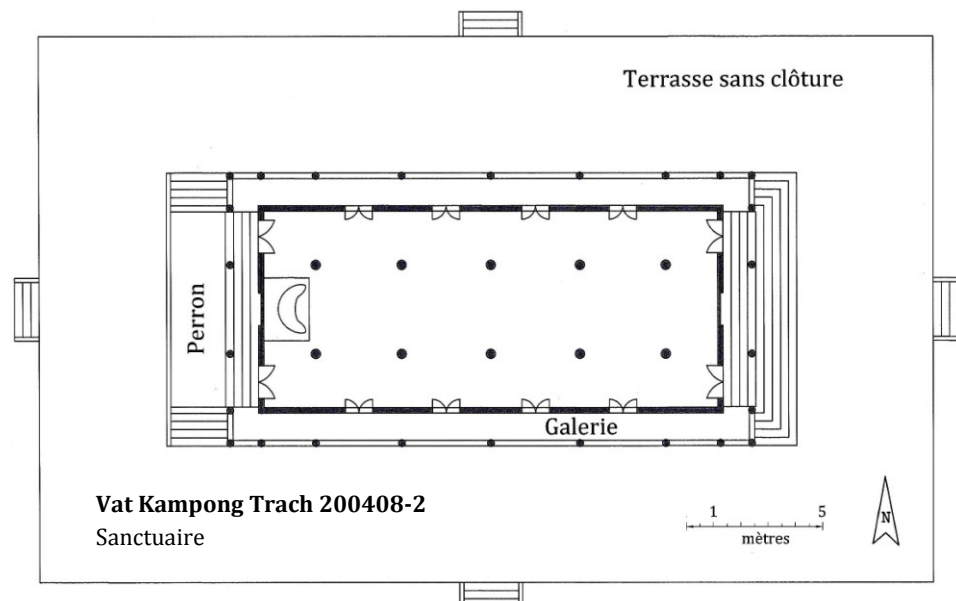 Terrasse sans clôture
Perron
Galerie
Vat Kampong Trach 200408-2
Sanctuaire
1 5
mètres
N